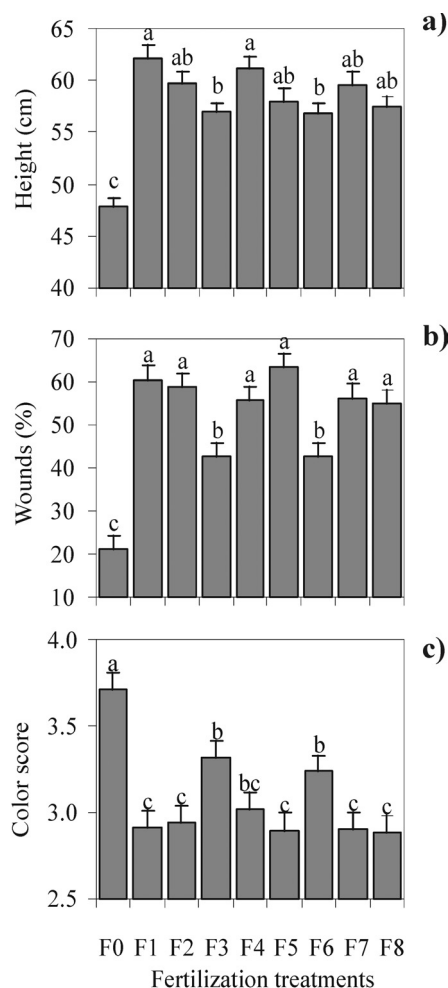 a)
65
60
55
50
45
40
Height (cm)
c a ab b a ab b ab ab
b)
70
60
50
40
30
20
10
Wounds (%)
c a a b a a b a a
c)
4.0
3.5
3.0
2.5
Color score
a c c b bc c b c c
F0 F1 F2 F3 F4 F5 F6 F7 F8
Fertilization treatments